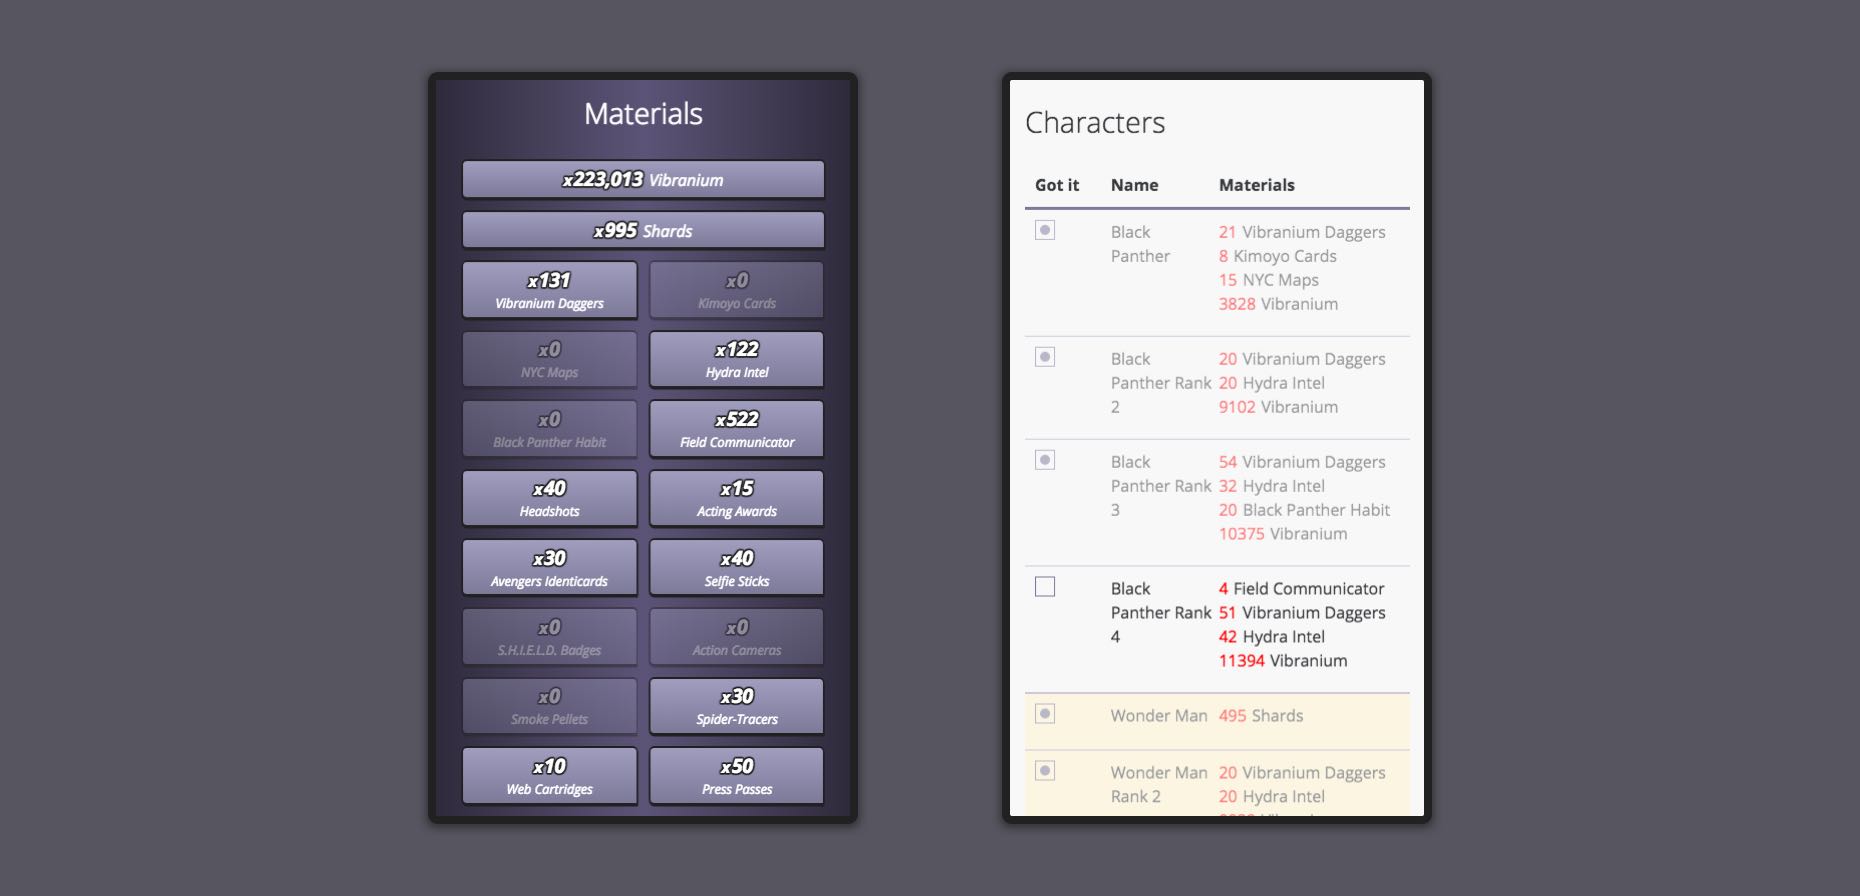 Materials
x223,013 Vibranium
x995 Shards
x131
Vibranium Daggers
x0
Kimoyo Cards
x0
NYC Maps
x122
Hydra Intel
x0
Black Panther Habit
x522
Field Communicator
x40
Headshots
x15
Acting Awards
x30
Avengers Identicards
x40
Selfie Sticks
x0
S.H.I.E.L.D. Badges
x0
Action Cameras
x0
Smoke Pellets
x30
Spider-Tracers
x10
Web Cartridges
x50
Press Passes
Characters
Got it Name Materials
Black
Panther
21 Vibranium Daggers
8 Kimoyo Cards
15 NYC Maps
3828 Vibranium
Black
Panther Rank
2
20 Vibranium Daggers
20 Hydra Intel
9102 Vibranium
Black
Panther Rank
3
54 Vibranium Daggers
32 Hydra Intel
20 Black Panther Habit
10375 Vibranium
Black
Panther Rank
4
4 Field Communicator
51 Vibranium Daggers
42 Hydra Intel
11394 Vibranium
Wonder Man
495 Shards
Wonder Man
Rank 2
20 Vibranium Daggers
20 Hydra Intel